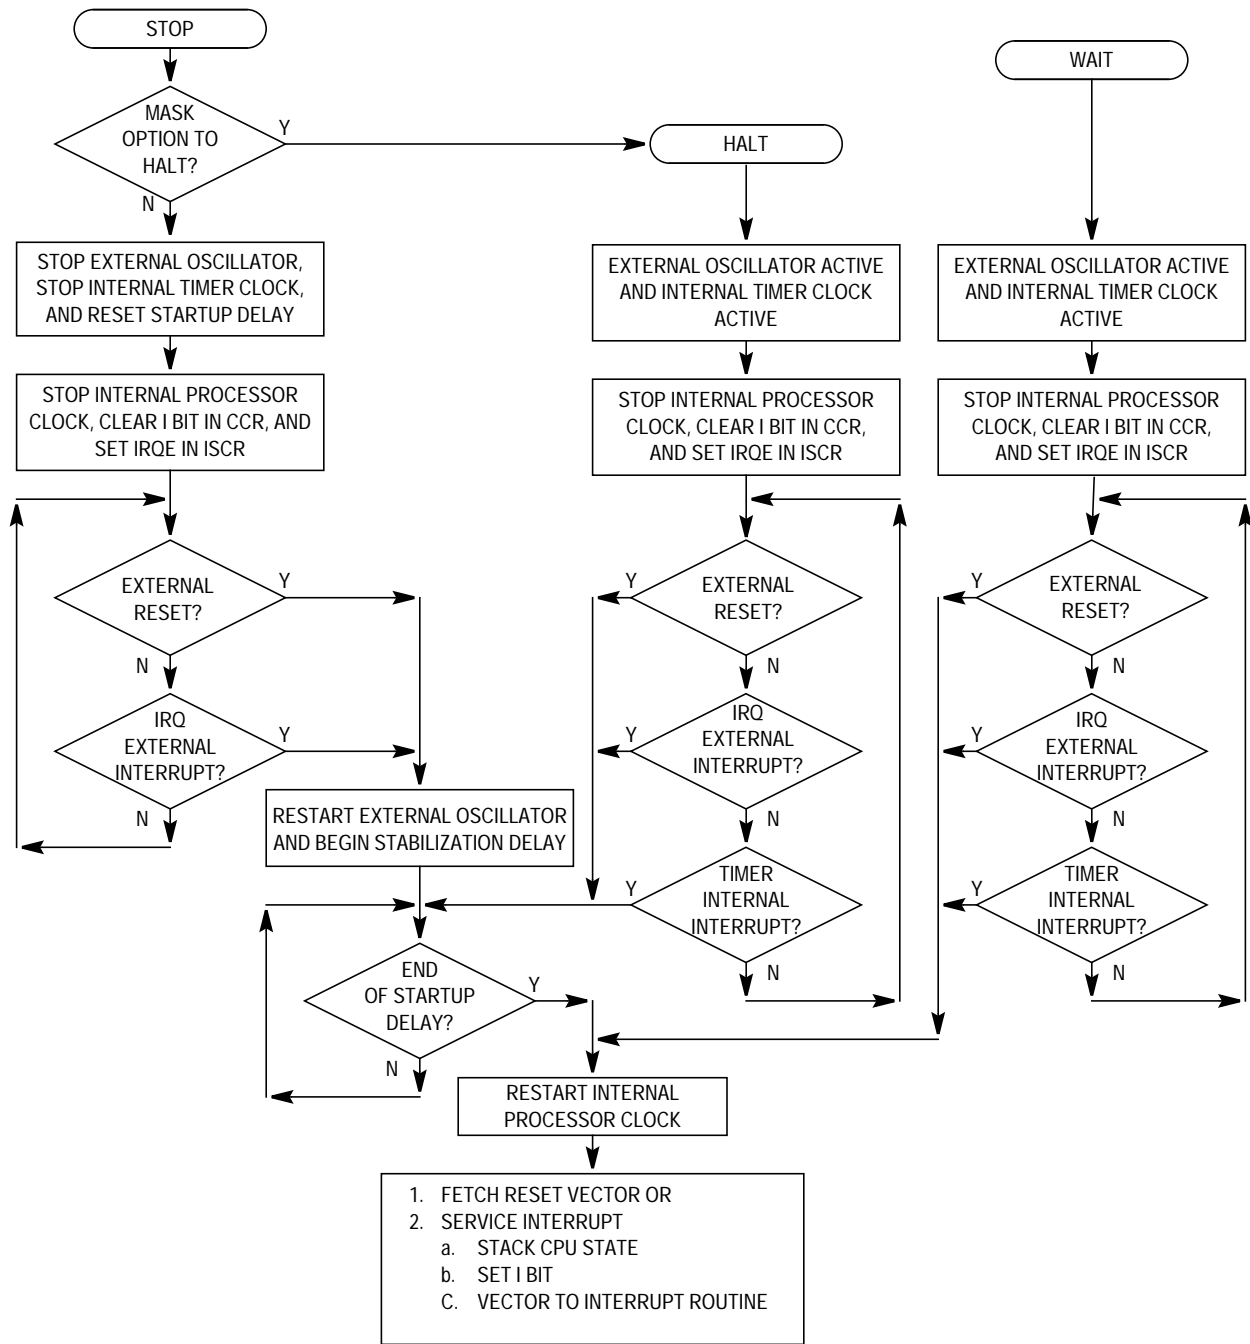 STOP
MASK
OPTION TO
HALT?
Y
N
HALT
WAIT
STOP EXTERNAL OSCILLATOR,
STOP INTERNAL TIMER CLOCK,
AND RESET STARTUP DELAY
EXTERNAL OSCILLATOR ACTIVE
AND INTERNAL TIMER CLOCK
ACTIVE
EXTERNAL OSCILLATOR ACTIVE
AND INTERNAL TIMER CLOCK
ACTIVE
STOP INTERNAL PROCESSOR
CLOCK, CLEAR I BIT IN CCR, AND
SET IRQE IN ISCR
STOP INTERNAL PROCESSOR
CLOCK, CLEAR I BIT IN CCR,
AND SET IRQE IN ISCR
STOP INTERNAL PROCESSOR
CLOCK, CLEAR I BIT IN CCR,
AND SET IRQE IN ISCR
EXTERNAL
RESET?
Y
N
Y
EXTERNAL
RESET?
N
Y
EXTERNAL
RESET?
N
IRQ
EXTERNAL
INTERRUPT?
Y
N
Y
IRQ
EXTERNAL
INTERRUPT?
N
Y
IRQ
EXTERNAL
INTERRUPT?
N
RESTART EXTERNAL OSCILLATOR
AND BEGIN STABILIZATION DELAY
Y
TIMER
INTERNAL
INTERRUPT?
N
Y
TIMER
INTERNAL
INTERRUPT?
N
END
OF STARTUP
DELAY?
Y
N
RESTART INTERNAL
PROCESSOR CLOCK
1. FETCH RESET VECTOR OR
2. SERVICE INTERRUPT
a. STACK CPU STATE
b. SET I BIT
C. VECTOR TO INTERRUPT ROUTINE